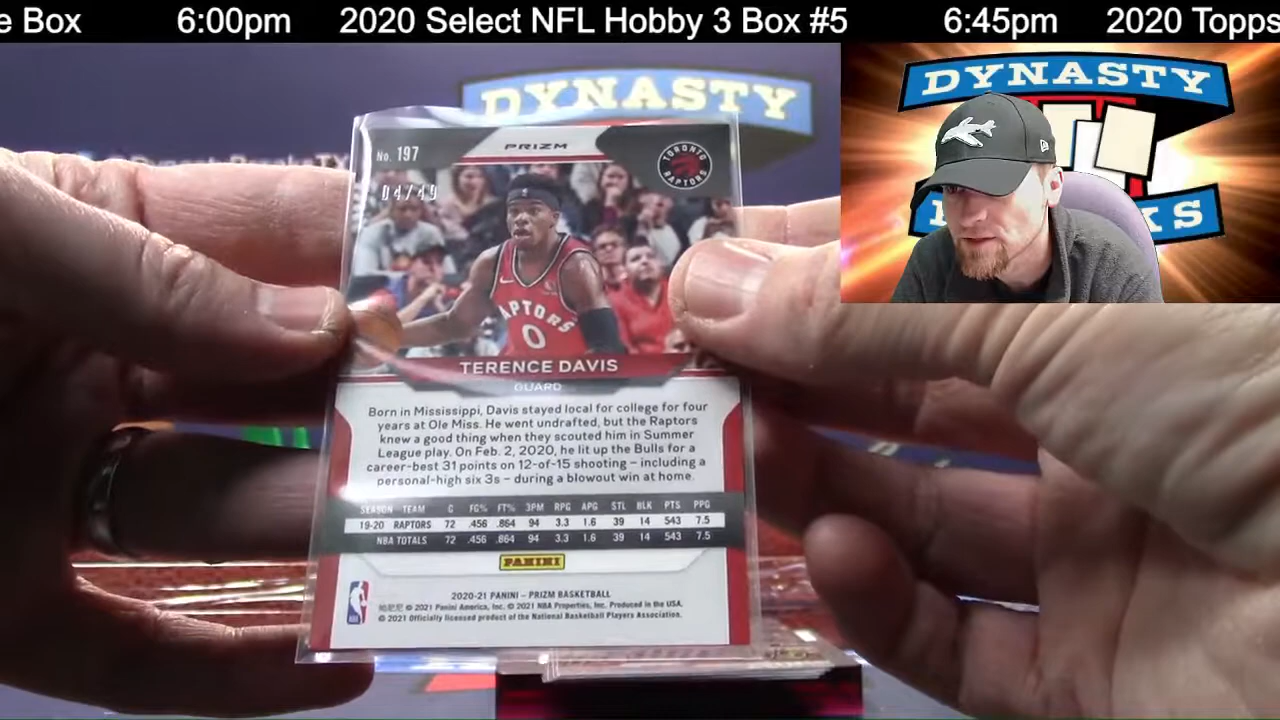 e Box 6:00pm 2020 Select NFL Hobby 3 Box #5 6:45pm 2020 Topps
DYNASTY
DYNASTY
No. 197
PRIZM
TORONTO
RAPTORS
04/49
RAPTORS
0
TERENCE DAVIS
GUARD
Born in Mississippi, Davis stayed local for college for four
years at Ole Miss. He went undrafted, but the Raptors
knew a good thing when they scouted him in Summer
League play. On Feb. 2, 2020, he lit up the Bulls for a
career-best 31 points on 12-of-15 shooting – including a
personal-high six 3s – during a blowout win at home.
SEASON TEAM G FG% FT% 3PM RPG APG STL BLK PTS PPG
19-20 RAPTORS 72 .456 .864 94 3.3 1.6 39 14 543 7.5
NBA TOTALS 72 .456 .864 94 3.3 1.6 39 14 543 7.5
PANINI
2020-21 PANINI – PRIZM BASKETBALL
© 2021 Panini America, Inc. © 2021 NBA Properties, Inc. Produced in the USA.
© 2021 Officially licensed product of the National Basketball Players Association.